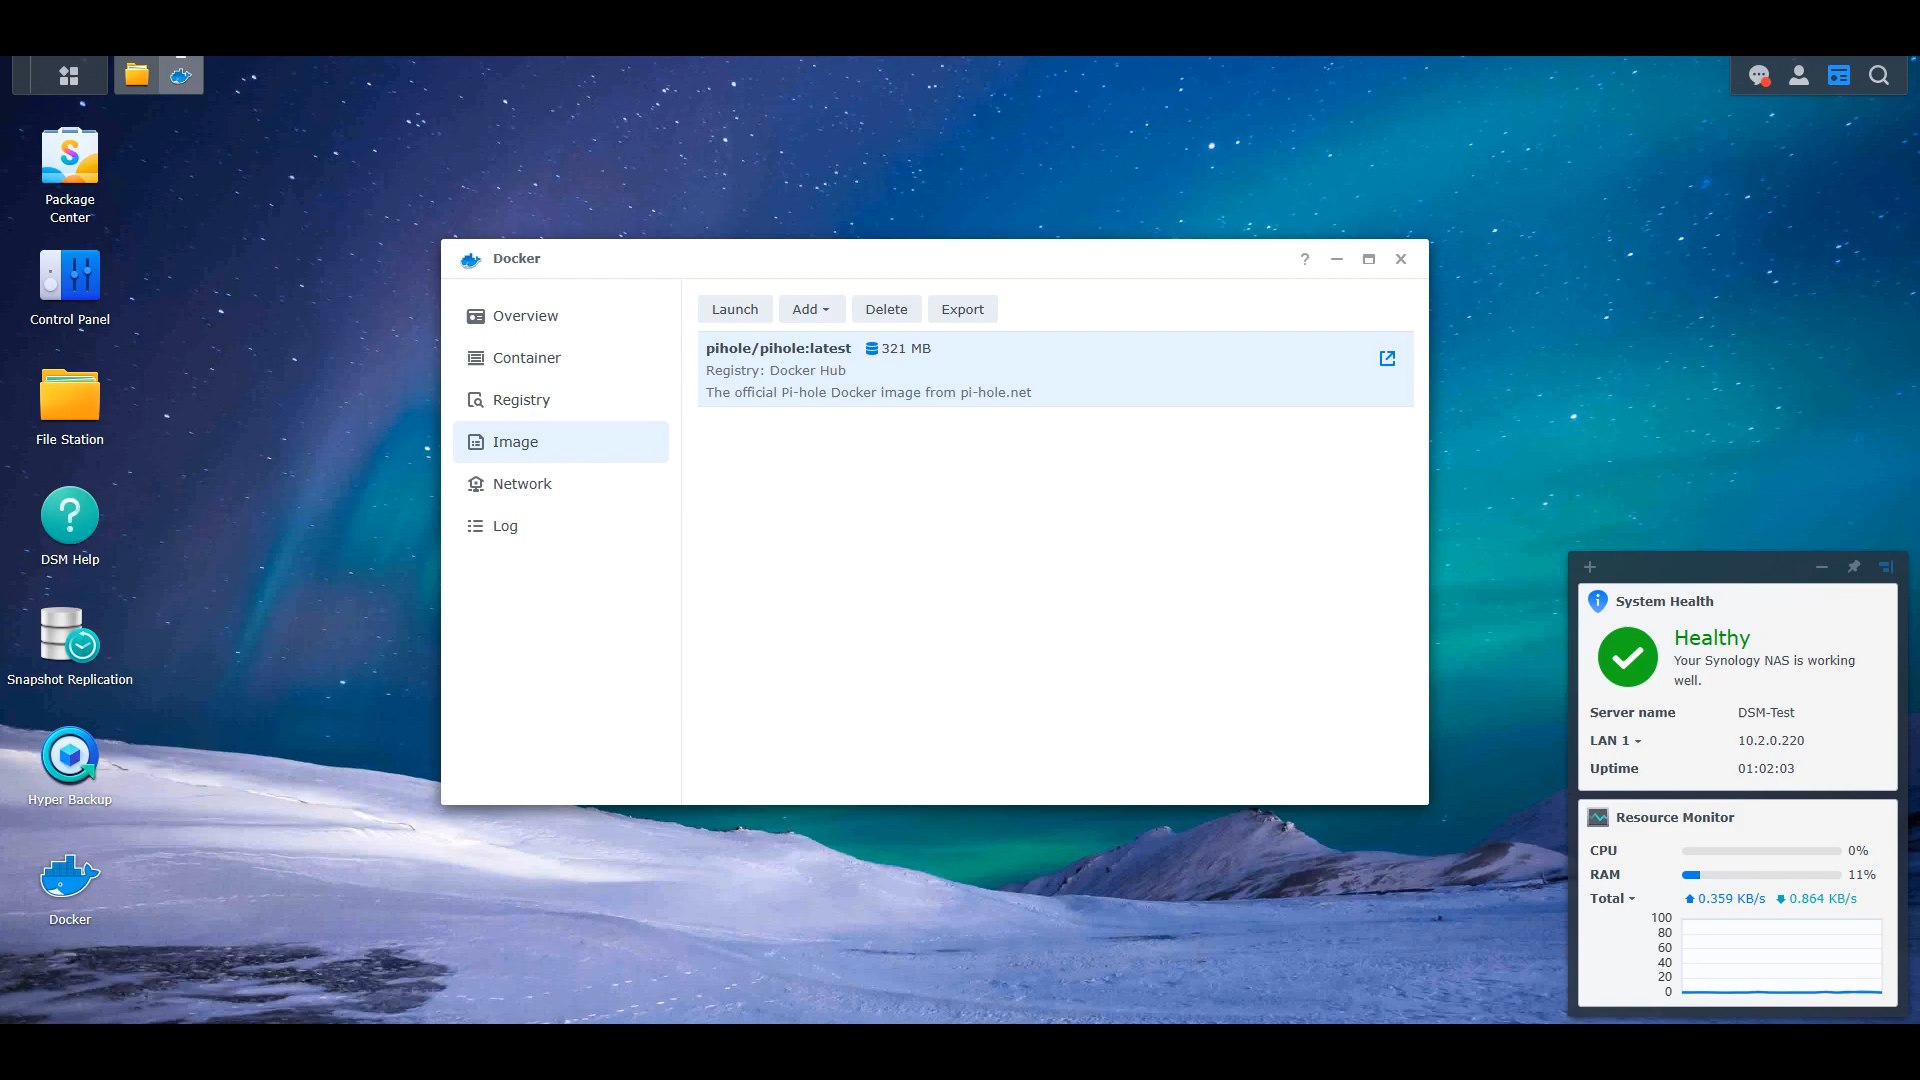 Package
Center
Control Panel
File Station
DSM Help
Snapshot Replication
Hyper Backup
Docker
Docker
?
Overview
Container
Registry
Image
Network
Log
Launch Add Delete Export
pihole/pihole:latest 321 MB
Registry: Docker Hub
The official Pi-hole Docker image from pi-hole.net
System Health
Healthy
Your Synology NAS is working
well.
Server name DSM-Test
LAN 1 10.2.0.220
Uptime 01:02:03
Resource Monitor
CPU 0%
RAM 11%
Total 0.359 KB/s 0.864 KB/s
100
80
60
40
20
0